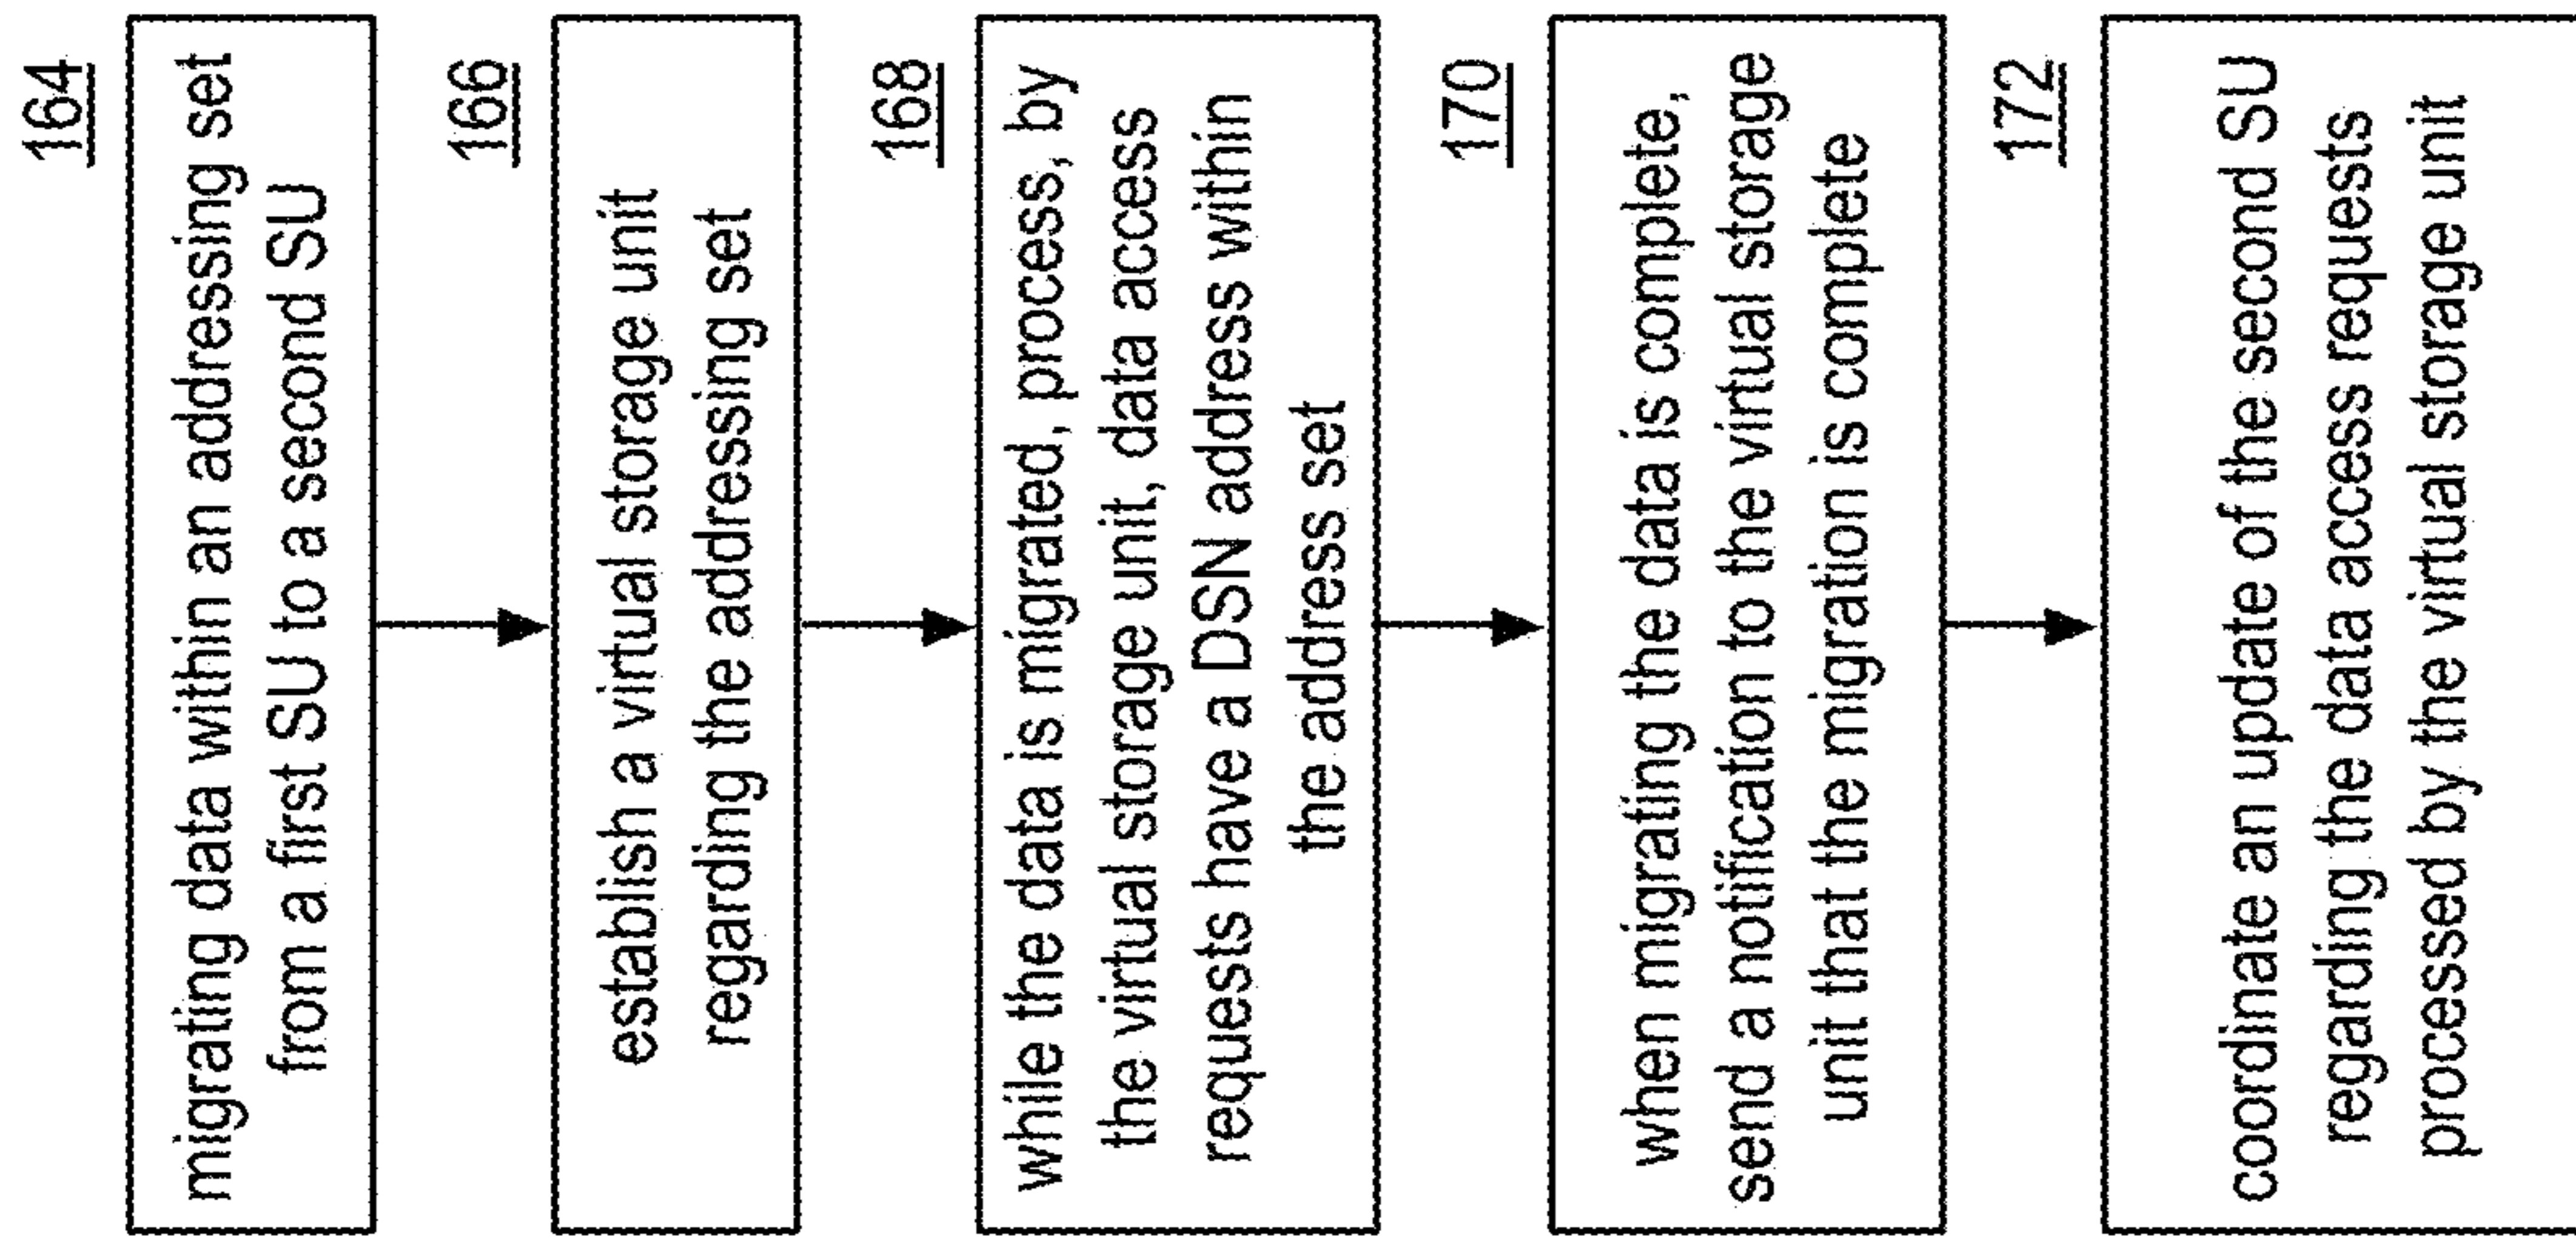 164
migrating data within an addressing set
from a first SU to a second SU
166
establish a virtual storage unit
regarding the addressing set
168
while the data is migrated, process, by
the virtual storage unit, data access
requests have a DSN address within
the address set
170
when migrating the data is complete,
send a notification to the virtual storage
unit that the migration is complete
172
coordinate an update of the second SU
regarding the data access requests
processed by the virtual storage unit